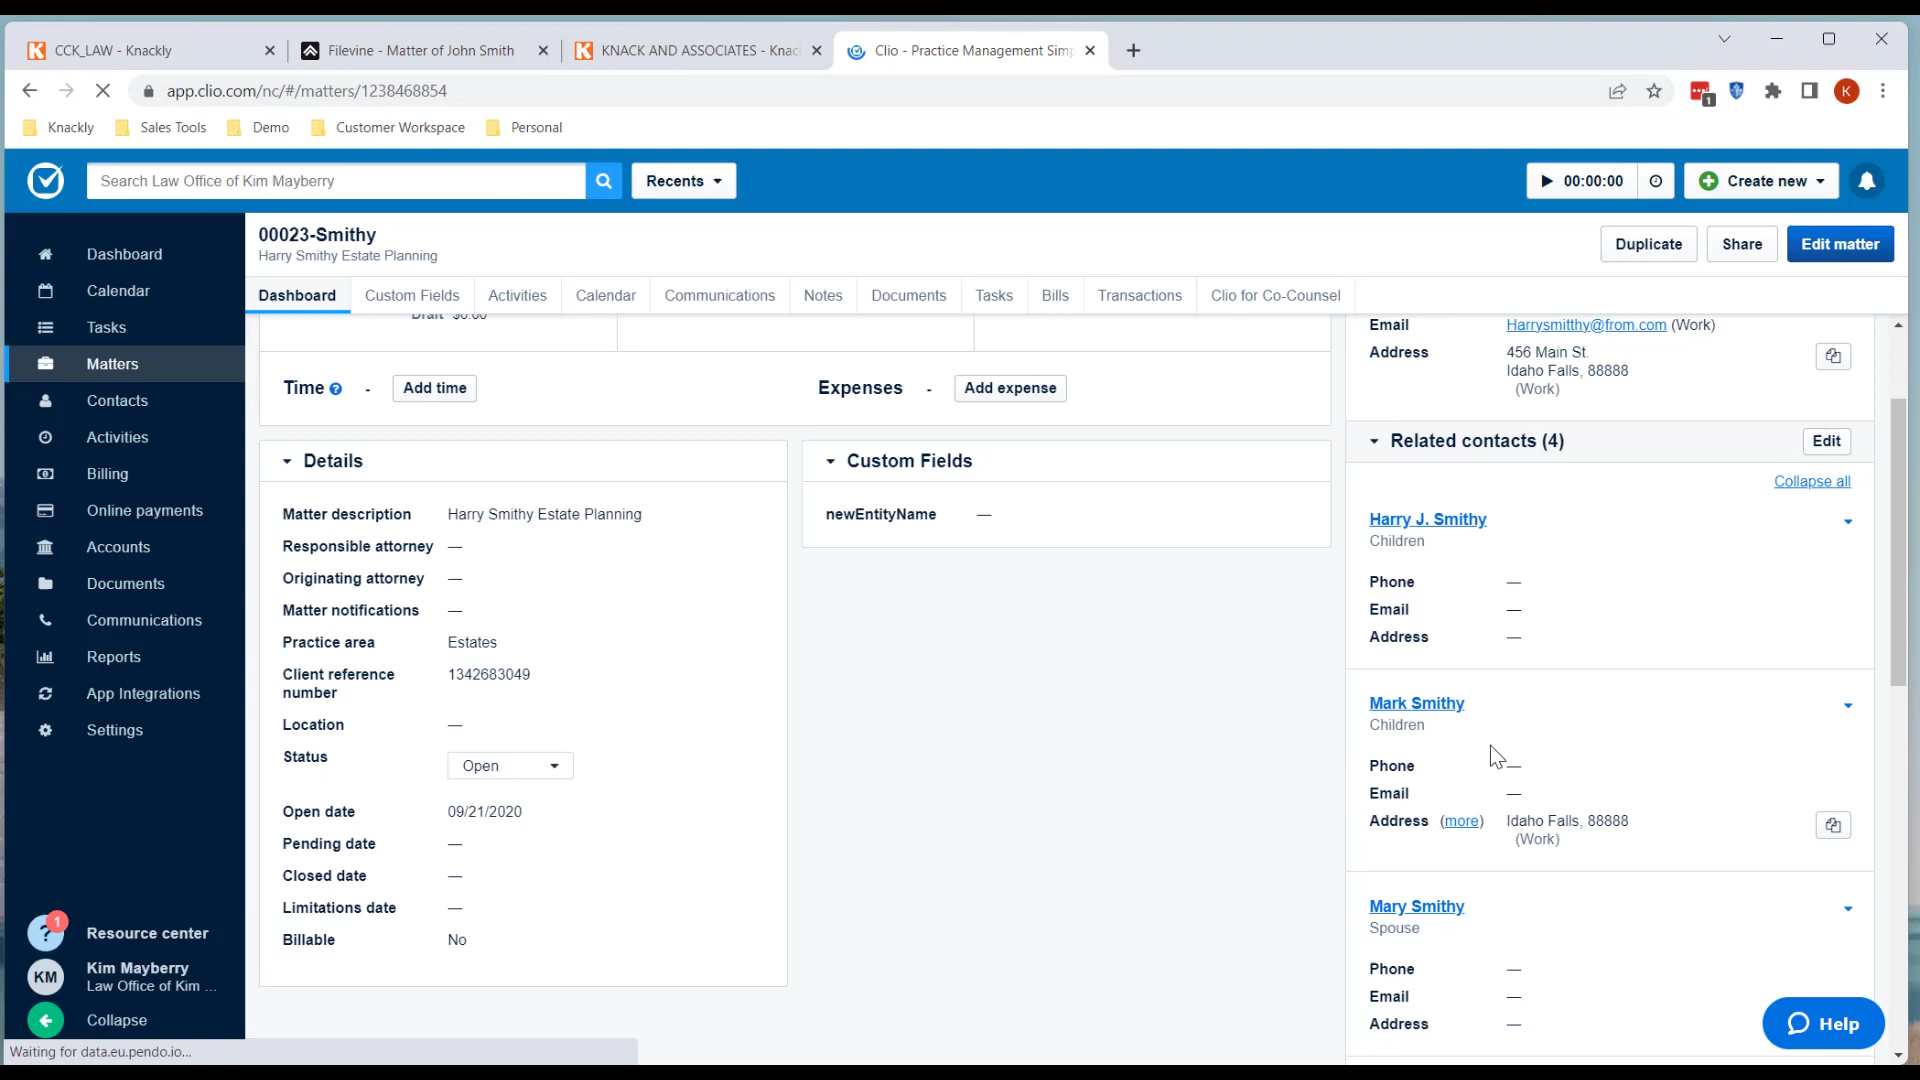 CCK_LAW - Knackly
Filevine - Matter of John Smith
KNACK AND ASSOCIATES - Knac
Clio - Practice Management Simp
app.clio.com/nc/#/matters/1238468854
1
K
Knackly
Sales Tools
Demo
Customer Workspace
Personal
Search Law Office of Kim Mayberry
Recents
00:00:00
Create new
Dashboard
Calendar
Tasks
Matters
Contacts
Activities
Billing
Online payments
Accounts
Documents
Communications
Reports
App Integrations
Settings
1
?
Resource center
KM
Kim Mayberry
Law Office of Kim ...
Collapse
Waiting for data.eu.pendo.io...
00023-Smithy
Harry Smithy Estate Planning
Duplicate
Share
Edit matter
Dashboard
Custom Fields
Activities
Calendar
Communications
Notes
Documents
Tasks
Bills
Transactions
Clio for Co-Counsel
Draft $0.00
Time ? - Add time
Expenses - Add expense
Details
Matter description Harry Smithy Estate Planning
Responsible attorney —
Originating attorney —
Matter notifications —
Practice area Estates
Client reference 1342683049
number
Location —
Status Open
Open date 09/21/2020
Pending date —
Closed date —
Limitations date —
Billable No
Custom Fields
newEntityName —
Email Harrysmitthy@from.com (Work)
Address 456 Main St.
Idaho Falls, 88888
(Work)
Related contacts (4) Edit
Collapse all
Harry J. Smithy
Children
Phone —
Email —
Address —
Mark Smithy
Children
Phone —
Email —
Address (more) Idaho Falls, 88888
(Work)
Mary Smithy
Spouse
Phone —
Email —
Address —
Help